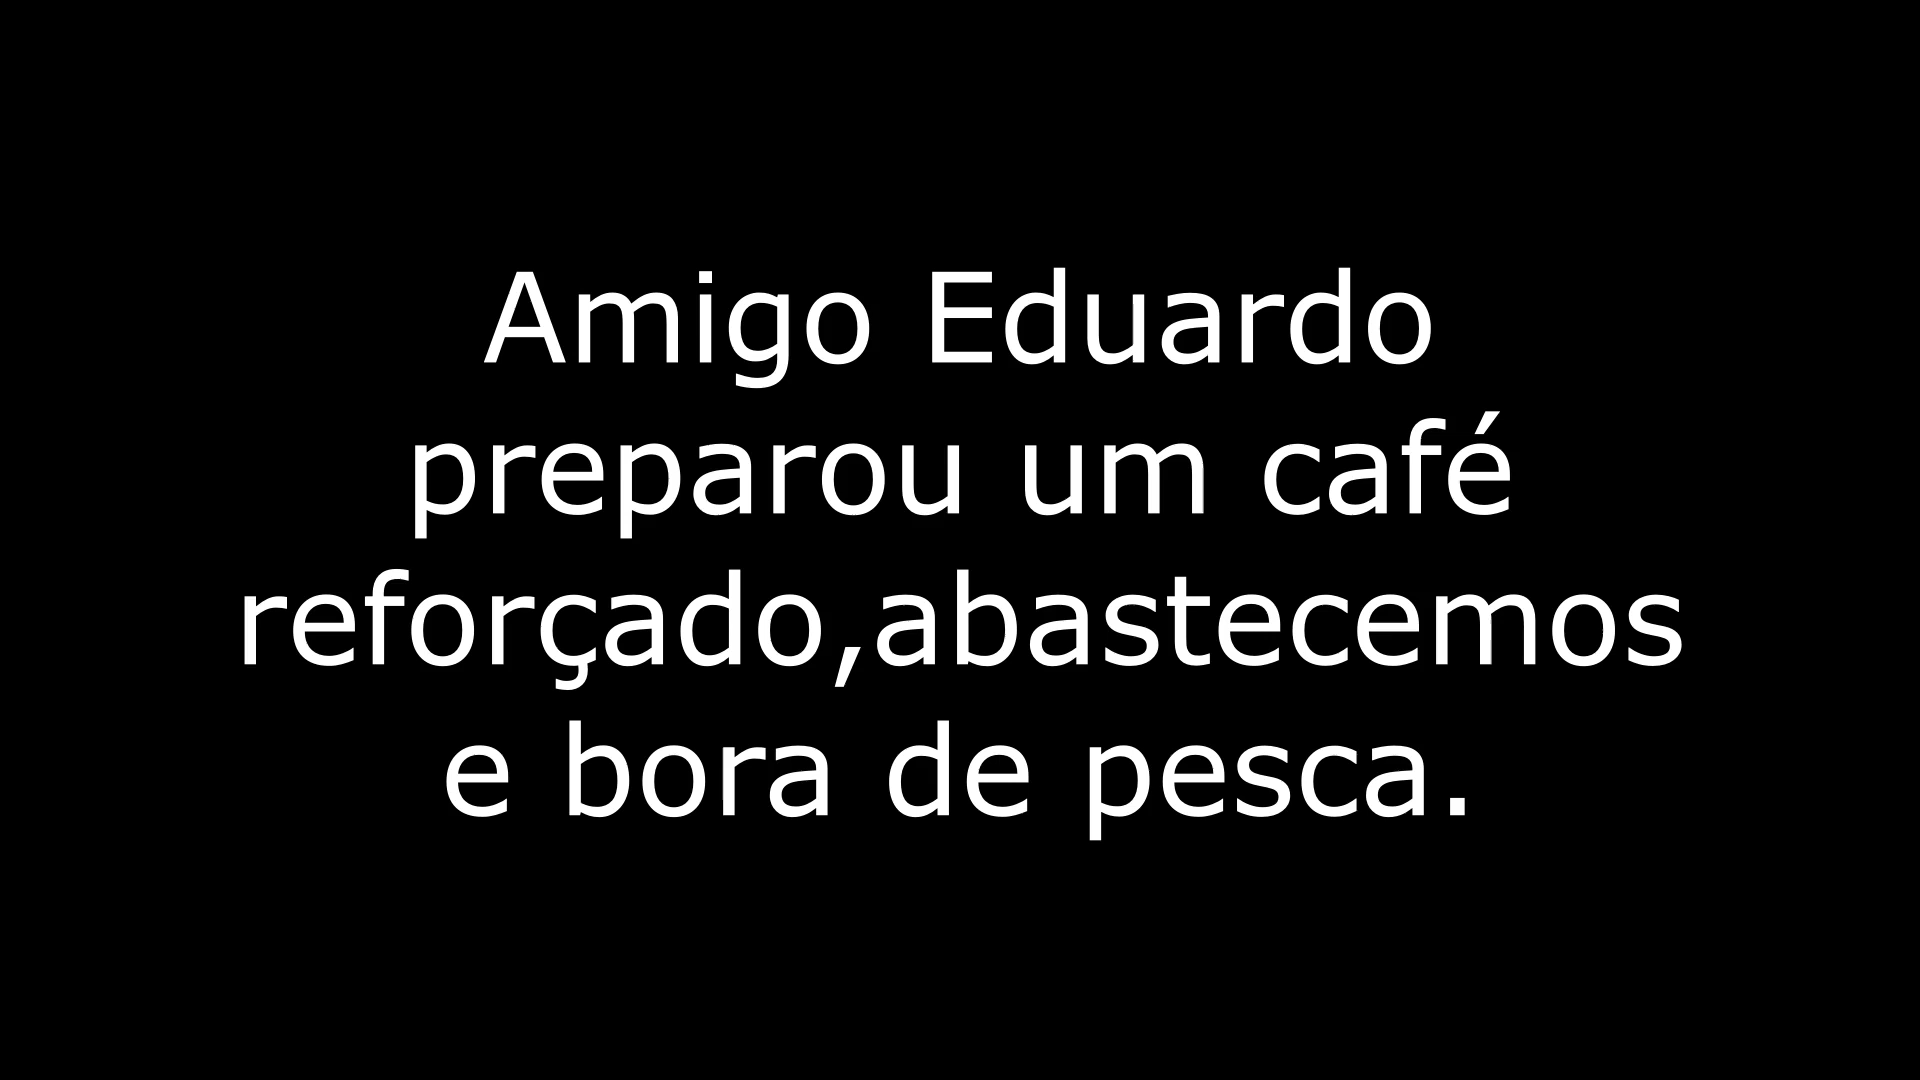 Amigo Eduardo
preparou um café
reforçado,abastecemos
e bora de pesca.